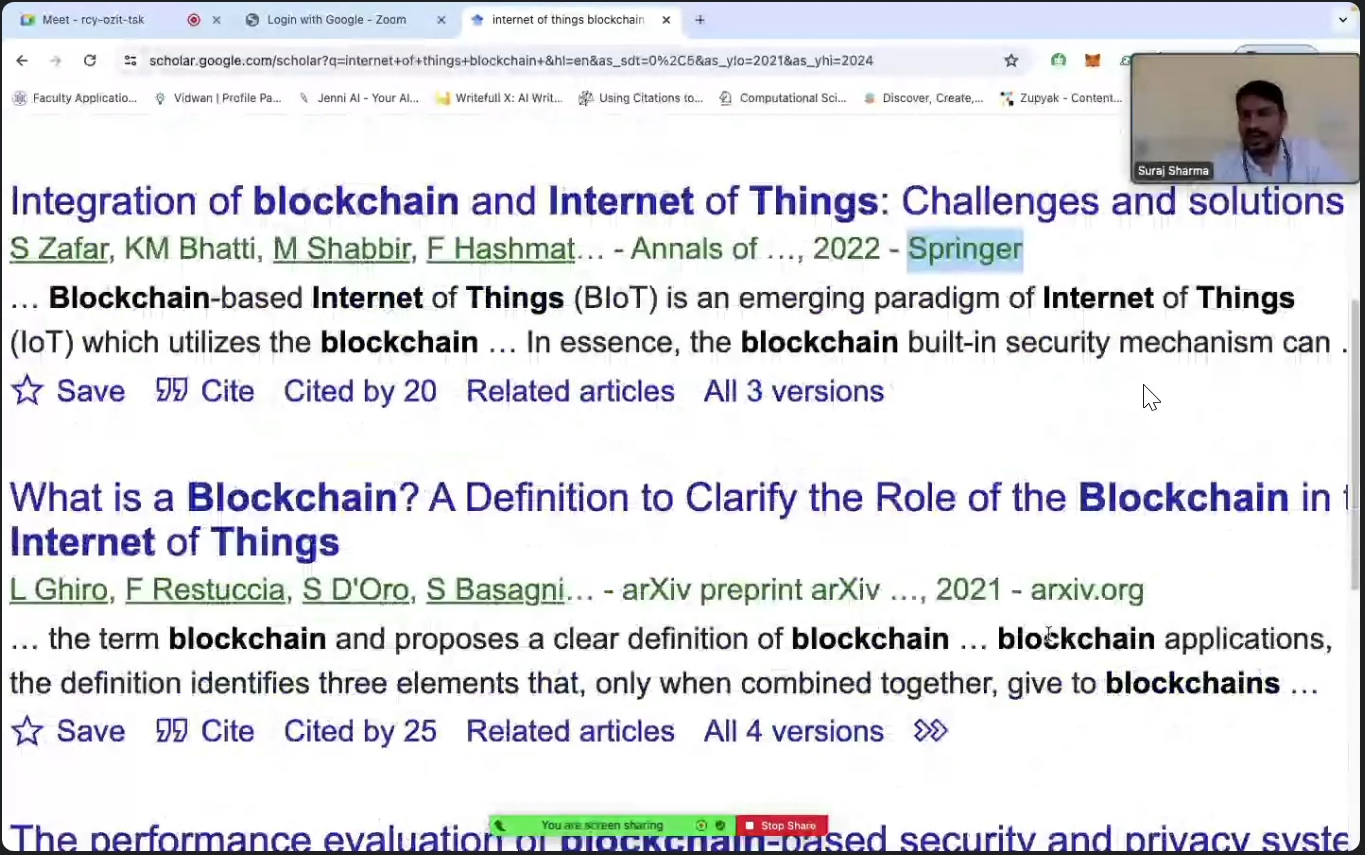 Meet - rcy-ozit-tsk
Login with Google - Zoom
internet of things blockchain
scholar.google.com/scholar?q=internet+of+things+blockchain+&hl=en&as_sdt=0%2C5&as_ylo=2021&as_yhi=2024
Faculty Applicatio...
Vidwan | Profile Pa...
Jenni AI - Your AI...
Writefull X: AI Writ...
Using Citations to...
Computational Sci...
Discover, Create,...
Zupyak - Content...
Suraj Sharma
Integration of blockchain and Internet of Things: Challenges and solutions
S Zafar, KM Bhatti, M Shabbir, F Hashmat... - Annals of ..., 2022 - Springer
... Blockchain-based Internet of Things (BIoT) is an emerging paradigm of Internet of Things
(IoT) which utilizes the blockchain ... In essence, the blockchain built-in security mechanism can .
Save Cite Cited by 20 Related articles All 3 versions
What is a Blockchain? A Definition to Clarify the Role of the Blockchain in t
Internet of Things
L Ghiro, F Restuccia, S D'Oro, S Basagni... - arXiv preprint arXiv ..., 2021 - arxiv.org
... the term blockchain and proposes a clear definition of blockchain ... blockchain applications,
the definition identifies three elements that, only when combined together, give to blockchains ...
Save Cite Cited by 25 Related articles All 4 versions
You are screen sharing
Stop Share
The performance evaluation of blockchain-based security and privacy syste